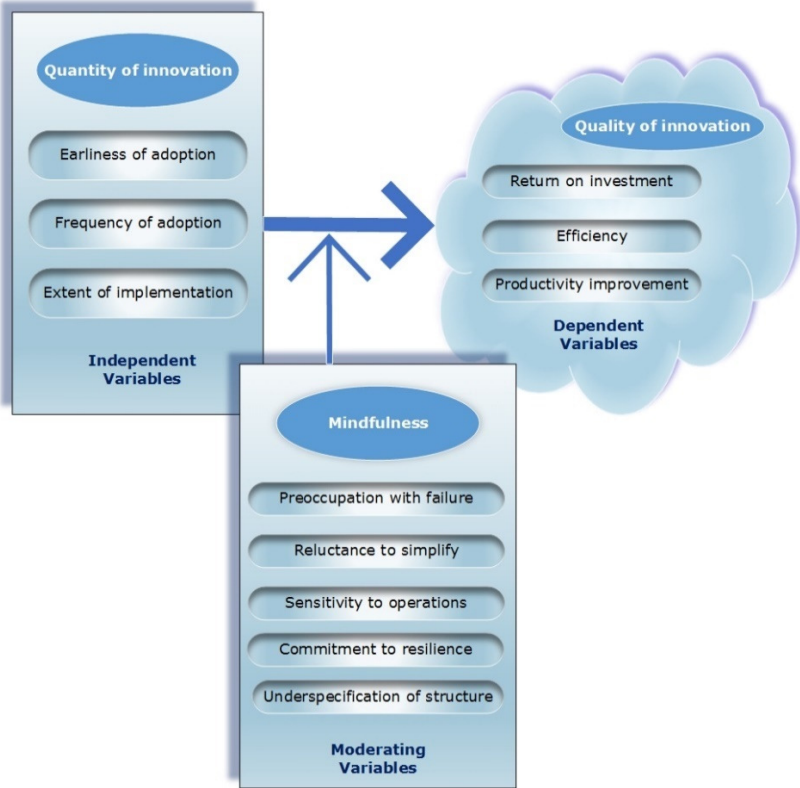 Quantity of innovation
Earliness of adoption
Frequency of adoption
Extent of implementation
Independent
Variables
Quality of innovation
Return on investment
Efficiency
Productivity improvement
Dependent
Variables
Mindfulness
Preoccupation with failure
Reluctance to simplify
Sensitivity to operations
Commitment to resilience
Underspecification of structure
Moderating
Variables